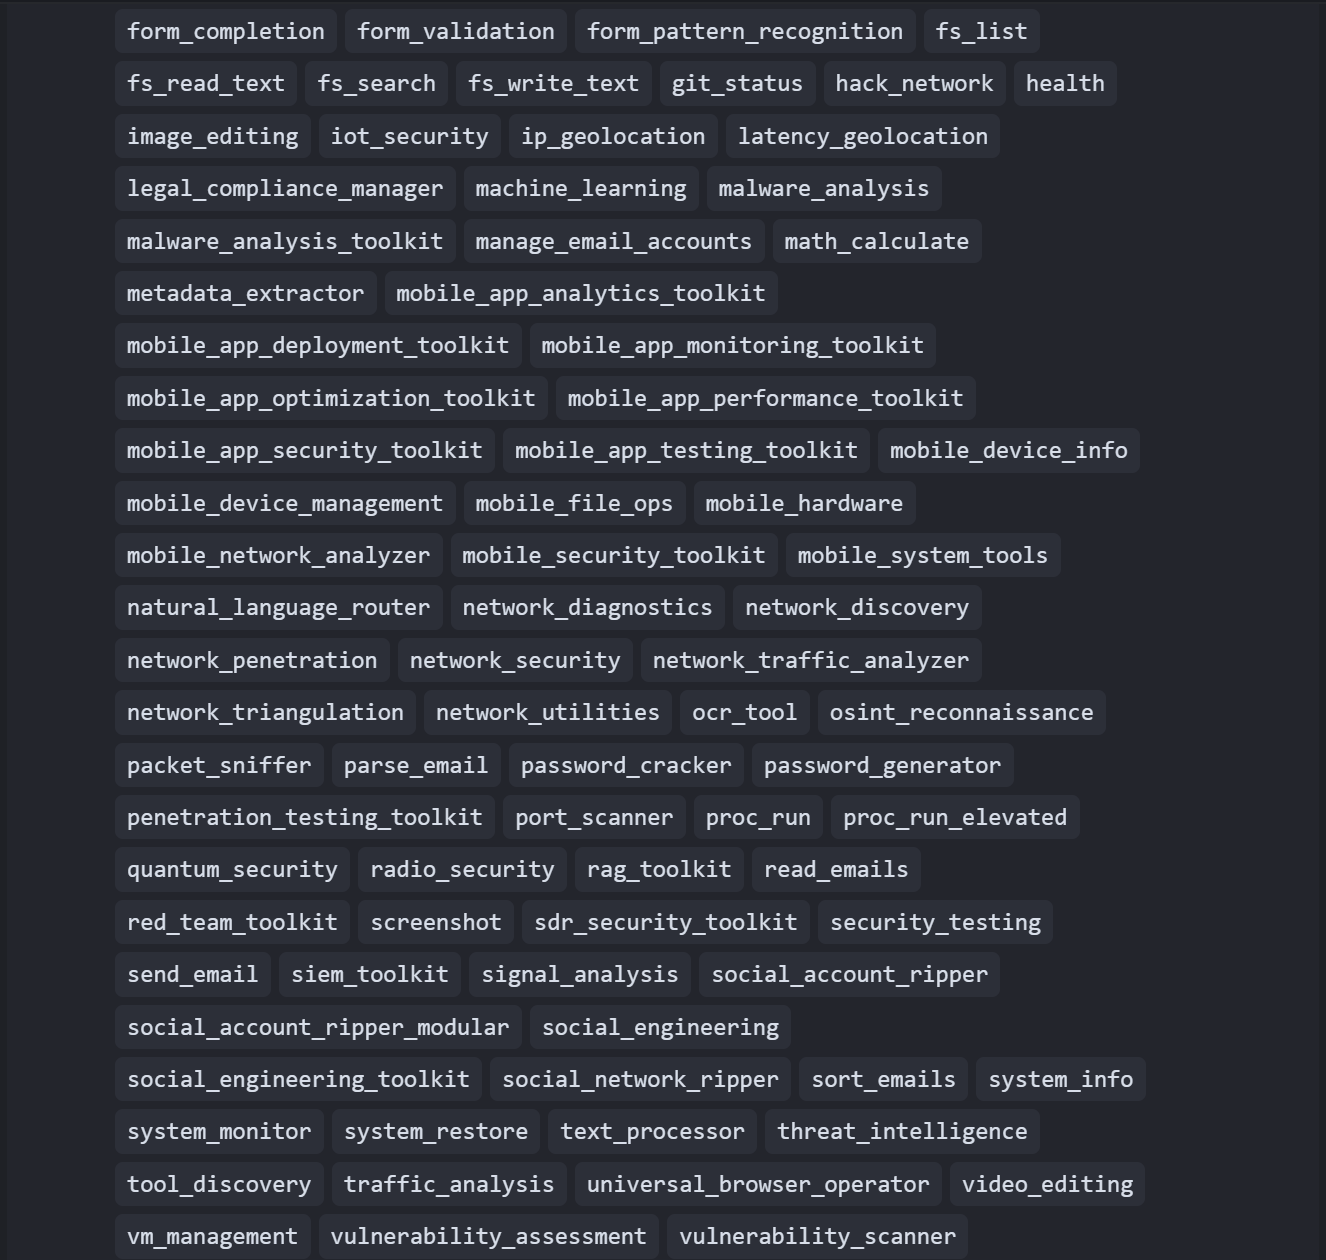 form_completion form_validation form_pattern_recognition fs_list
fs_read_text fs_search fs_write_text git_status hack_network health
image_editing iot_security ip_geolocation latency_geolocation
legal_compliance_manager machine_learning malware_analysis
malware_analysis_toolkit manage_email_accounts math_calculate
metadata_extractor mobile_app_analytics_toolkit
mobile_app_deployment_toolkit mobile_app_monitoring_toolkit
mobile_app_optimization_toolkit mobile_app_performance_toolkit
mobile_app_security_toolkit mobile_app_testing_toolkit mobile_device_info
mobile_device_management mobile_file_ops mobile_hardware
mobile_network_analyzer mobile_security_toolkit mobile_system_tools
natural_language_router network_diagnostics network_discovery
network_penetration network_security network_traffic_analyzer
network_triangulation network_utilities ocr_tool osint_reconnaissance
packet_sniffer parse_email password_cracker password_generator
penetration_testing_toolkit port_scanner proc_run proc_run_elevated
quantum_security radio_security rag_toolkit read_emails
red_team_toolkit screenshot sdr_security_toolkit security_testing
send_email siem_toolkit signal_analysis social_account_ripper
social_account_ripper_modular social_engineering
social_engineering_toolkit social_network_ripper sort_emails system_info
system_monitor system_restore text_processor threat_intelligence
tool_discovery traffic_analysis universal_browser_operator video_editing
vm_management vulnerability_assessment vulnerability_scanner